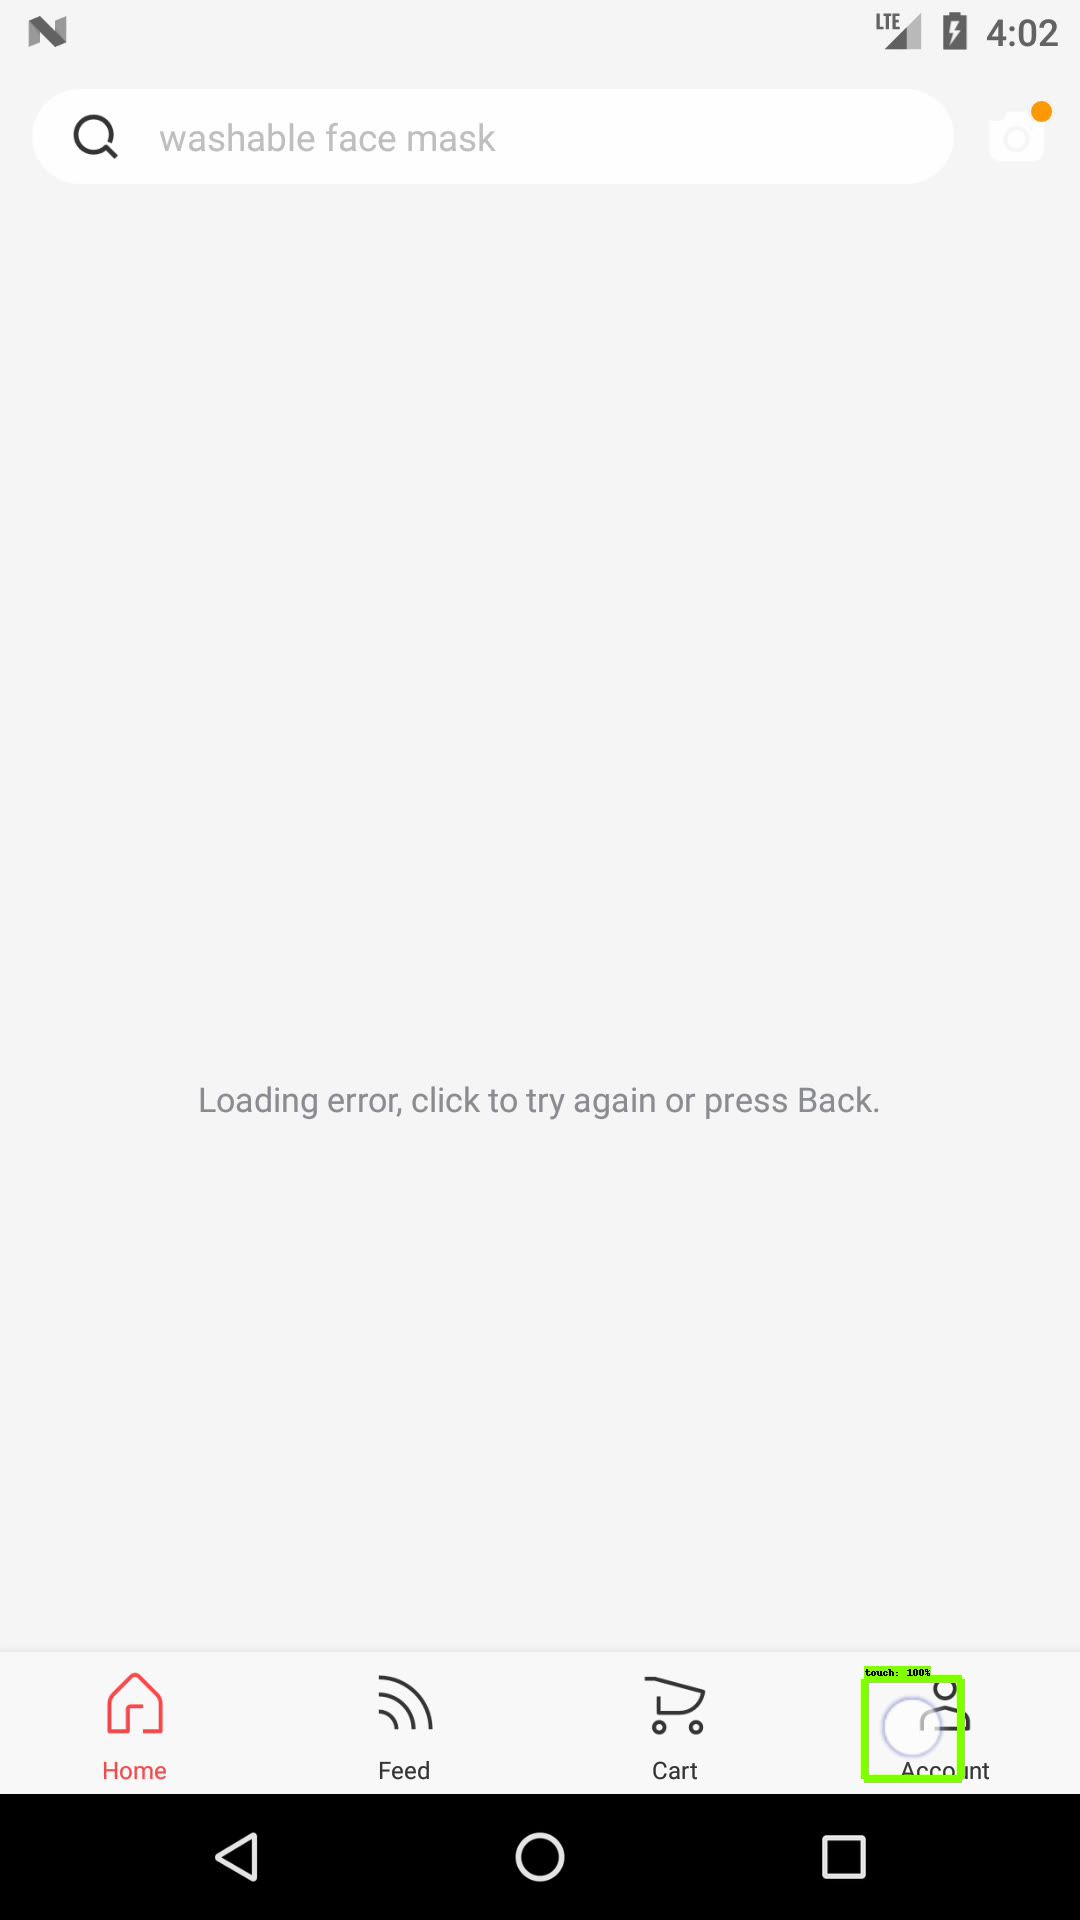 LTE 4:02
washable face mask
Loading error, click to try again or press Back.
touch: 100%
Home Feed Cart Account